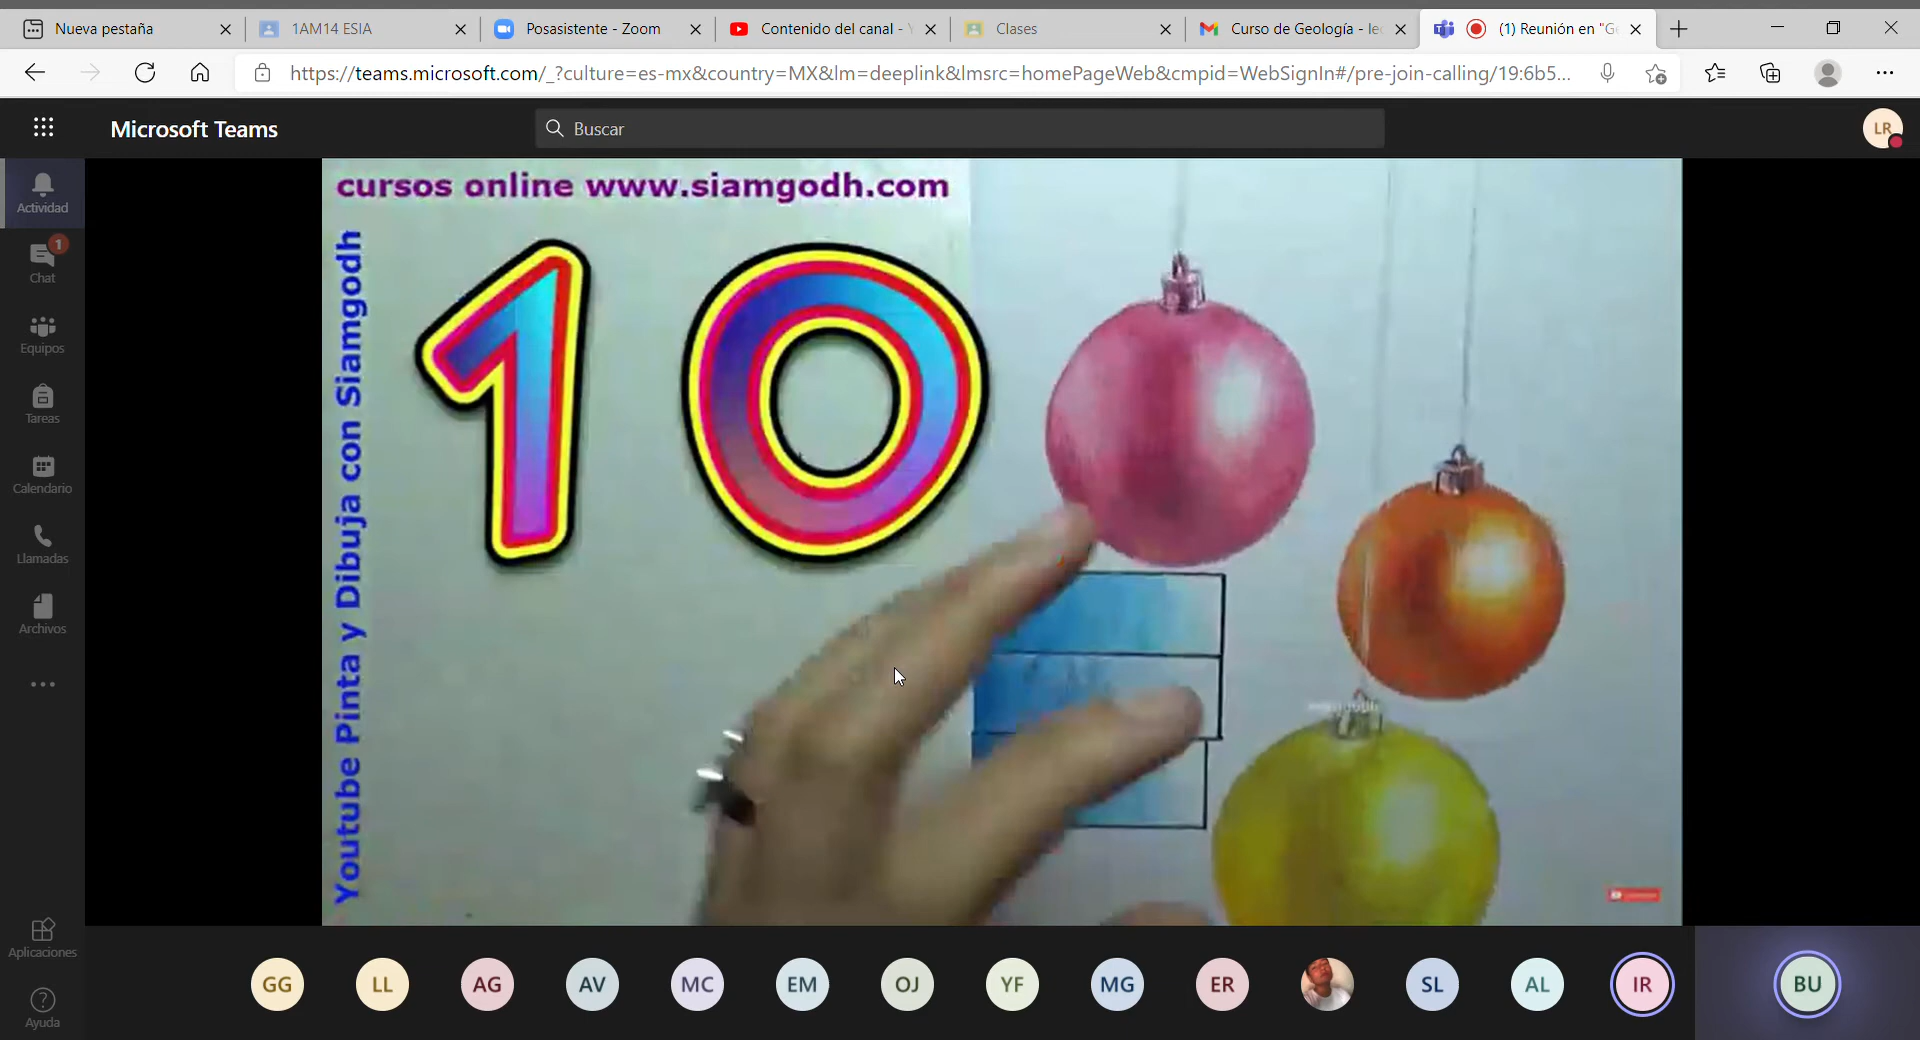 Nueva pestaña
1AM14 ESIA
Posasistente - Zoom
Contenido del canal - Y
Clases
Curso de Geología - lec
(1) Reunión en "Ge
https://teams.microsoft.com/_?culture=es-mx&country=MX&lm=deeplink&lmsrc=homePageWeb&cmpid=WebSignIn#/pre-join-calling/19:6b5...
Microsoft Teams
Buscar
LR
Actividad
1
Chat
Equipos
Tareas
Calendario
Llamadas
Archivos
Aplicaciones
Ayuda
cursos online www.siamgodh.com
Youtube Pinta y Dibuja con Siamgodh
10
GG
LL
AG
AV
MC
EM
OJ
YF
MG
ER
SL
AL
IR
BU